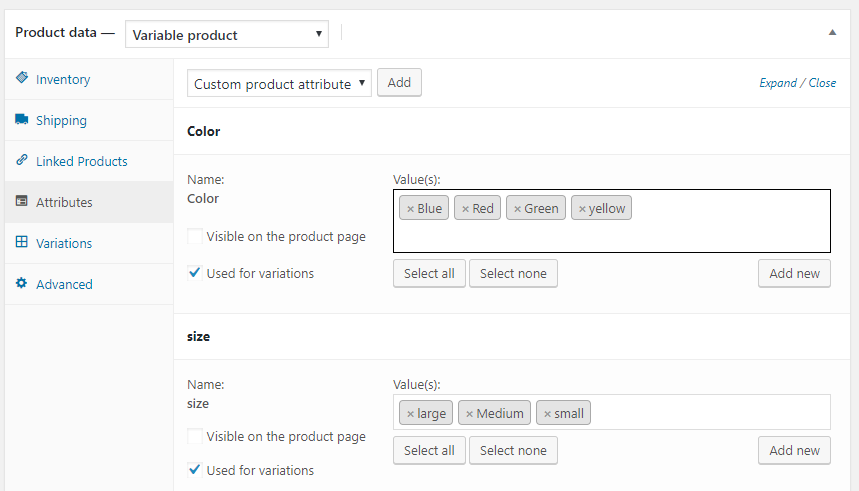 Product data — Variable product
Inventory
Shipping
Linked Products
Attributes
Variations
Advanced
Custom product attribute Add Expand / Close
Color
Name: Value(s):
Color × Blue × Red × Green × yellow
Visible on the product page
Used for variations Select all Select none Add new
size
Name: Value(s):
size × large × Medium × small
Visible on the product page Select all Select none Add new
Used for variations